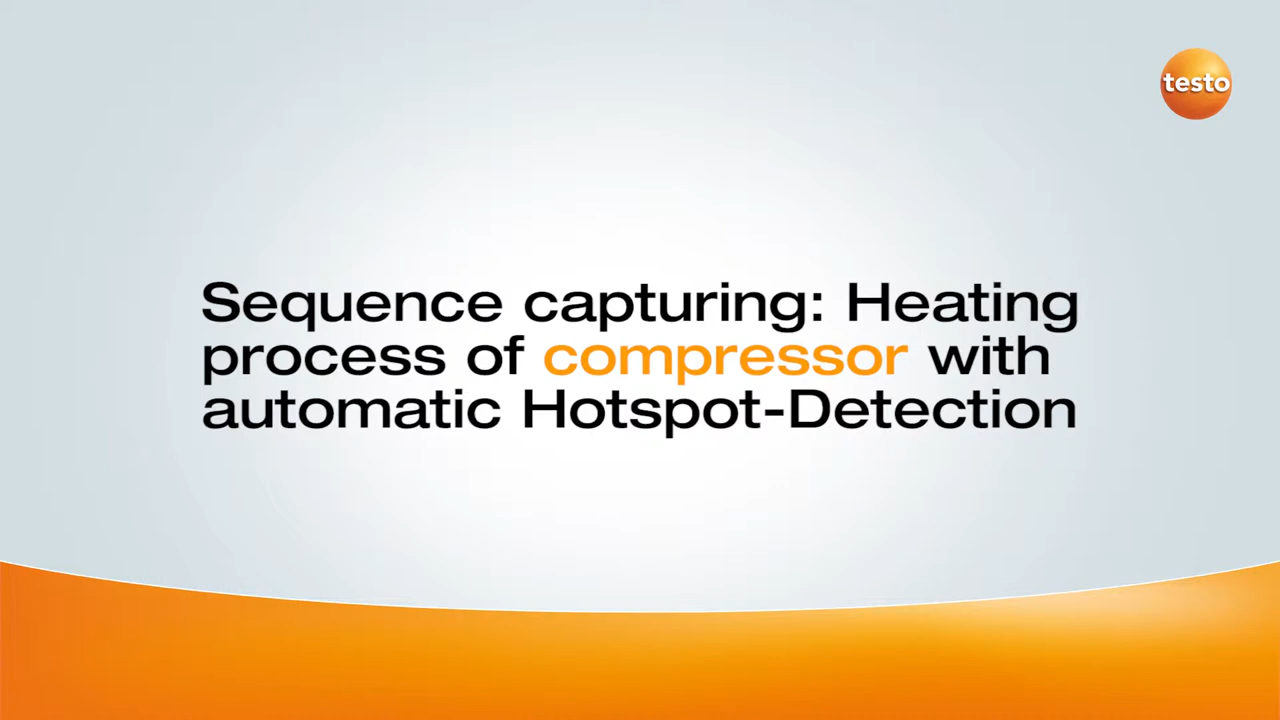 testo
Sequence capturing: Heating
process of compressor with
automatic Hotspot-Detection